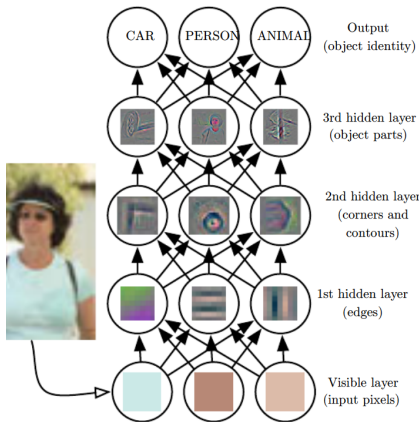 CAR PERSON ANIMAL
Output
(object identity)
3rd hidden layer
(object parts)
2nd hidden layer
(corners and
contours)
1st hidden layer
(edges)
Visible layer
(input pixels)